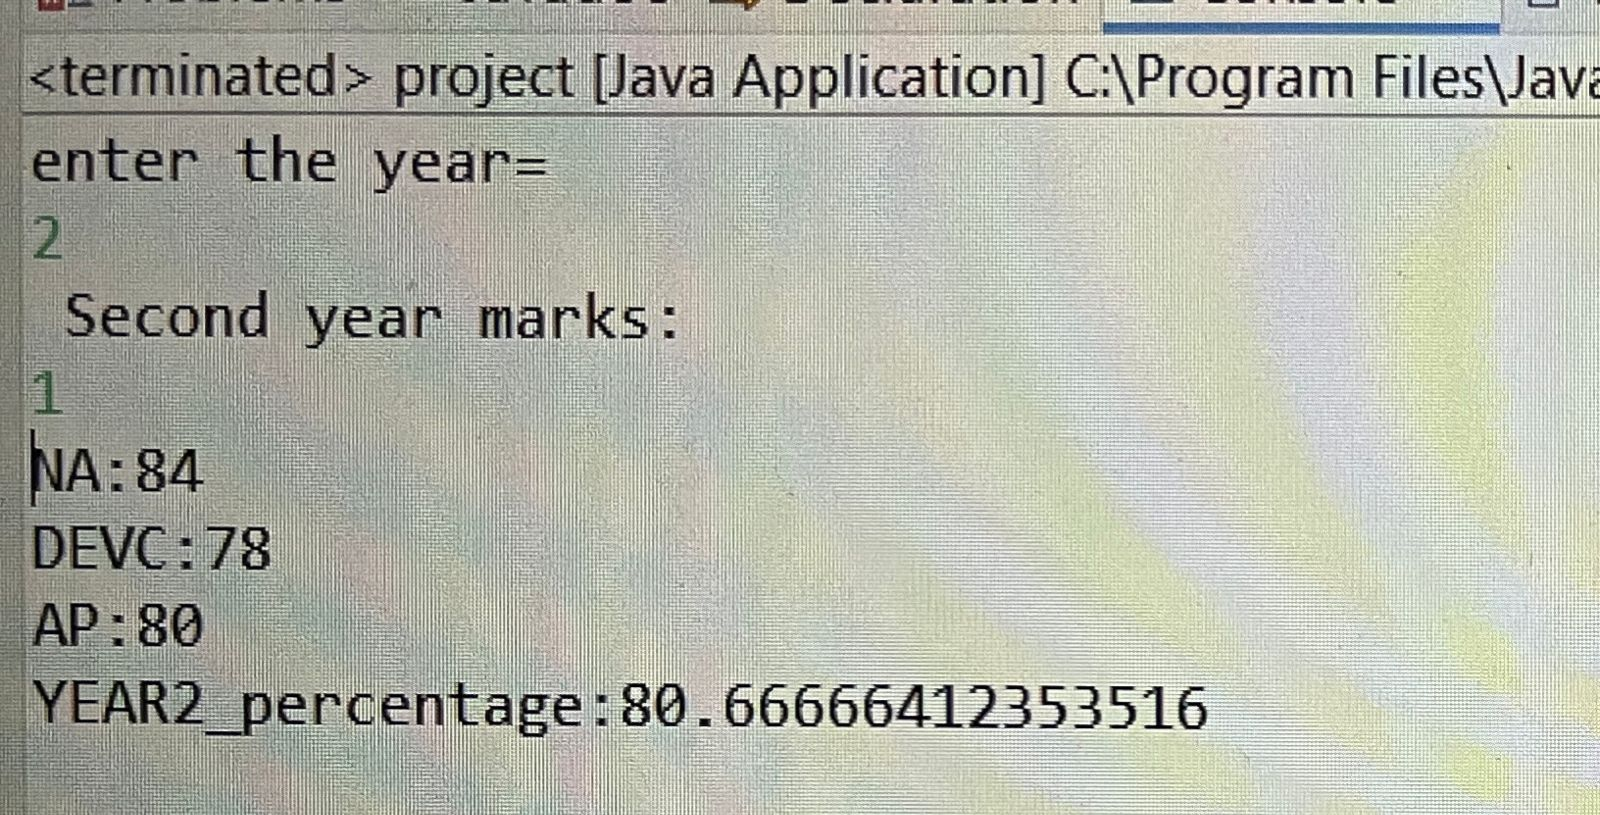 <terminated> project [Java Application] C:\Program Files\Java
enter the year=
2
Second year marks:
1
NA:84
DEVC:78
AP:80
YEAR2_percentage:80.66666412353516